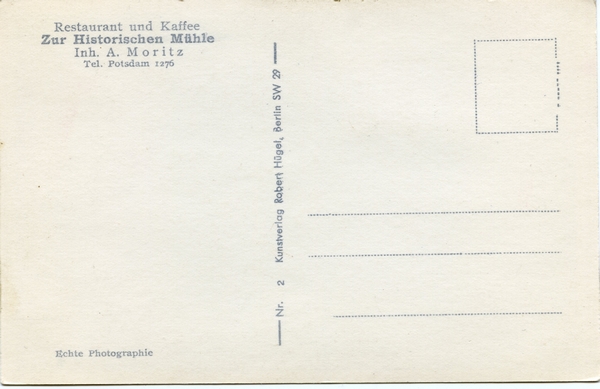 Restaurant und Kaffee
Zur Historischen Mühle
Inh. A. Moritz
Tel. Potsdam 1276
Nr. 2 Kunstverlag Robert Hügel, Berlin SW 29
Echte Photographie